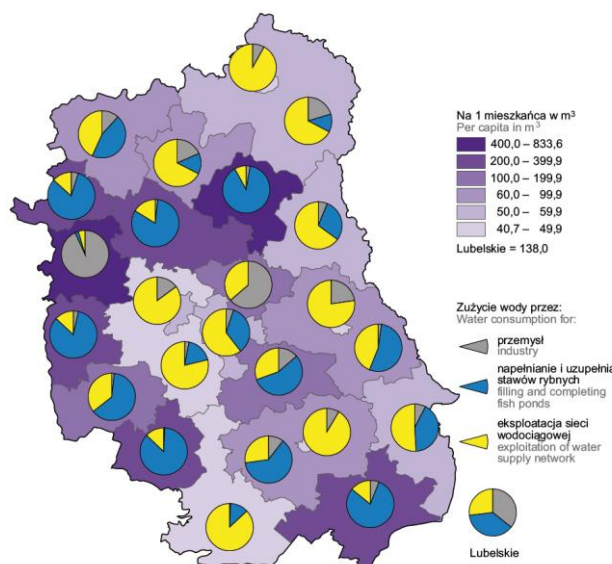 Na 1 mieszkańca w m³
Per capita in m³
400,0 – 833,6
200,0 – 399,9
100,0 – 199,9
60,0 – 99,9
50,0 – 59,9
40,7 – 49,9
Lubelskie = 138,0
Zużycie wody przez:
Water consumption for:
przemysł
industry
napełnianie i uzupełnia
stawów rybnych
filling and completing
fish ponds
eksploatacja sieci
wodociągowej
exploitation of water
supply network
Lubelskie